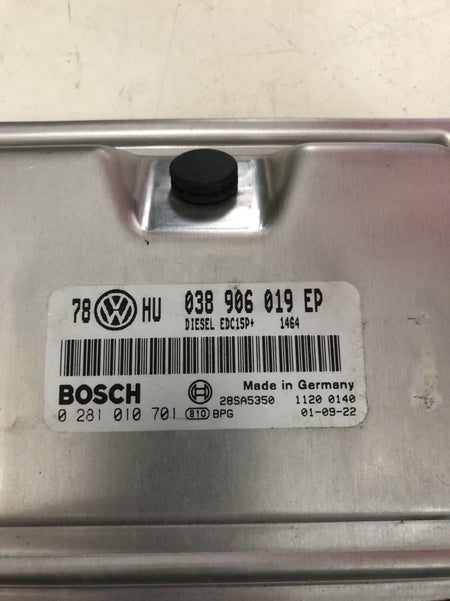 78 HU 038 906 019 EP
DIESEL EDC15P+ 1464
BOSCH Made in Germany
28SA5350 1120 0140
0 281 010 701 810 BPG 01-09-22